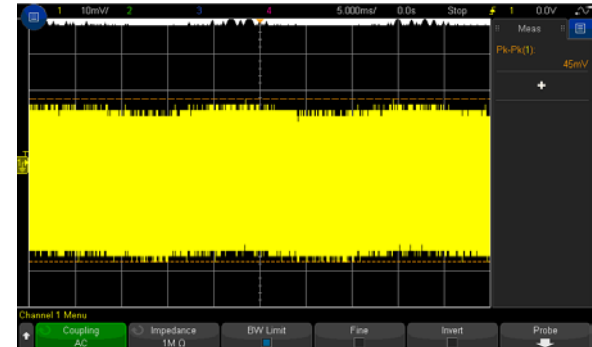 1 10mV/ 2 3 4 5.000ms/ 0.0s Stop 1 0.0V
Meas
Pk-Pk(1):
45mV
+
Channel 1 Menu
Coupling Impedance BW Limit Fine Invert Probe
AC 1M Ω